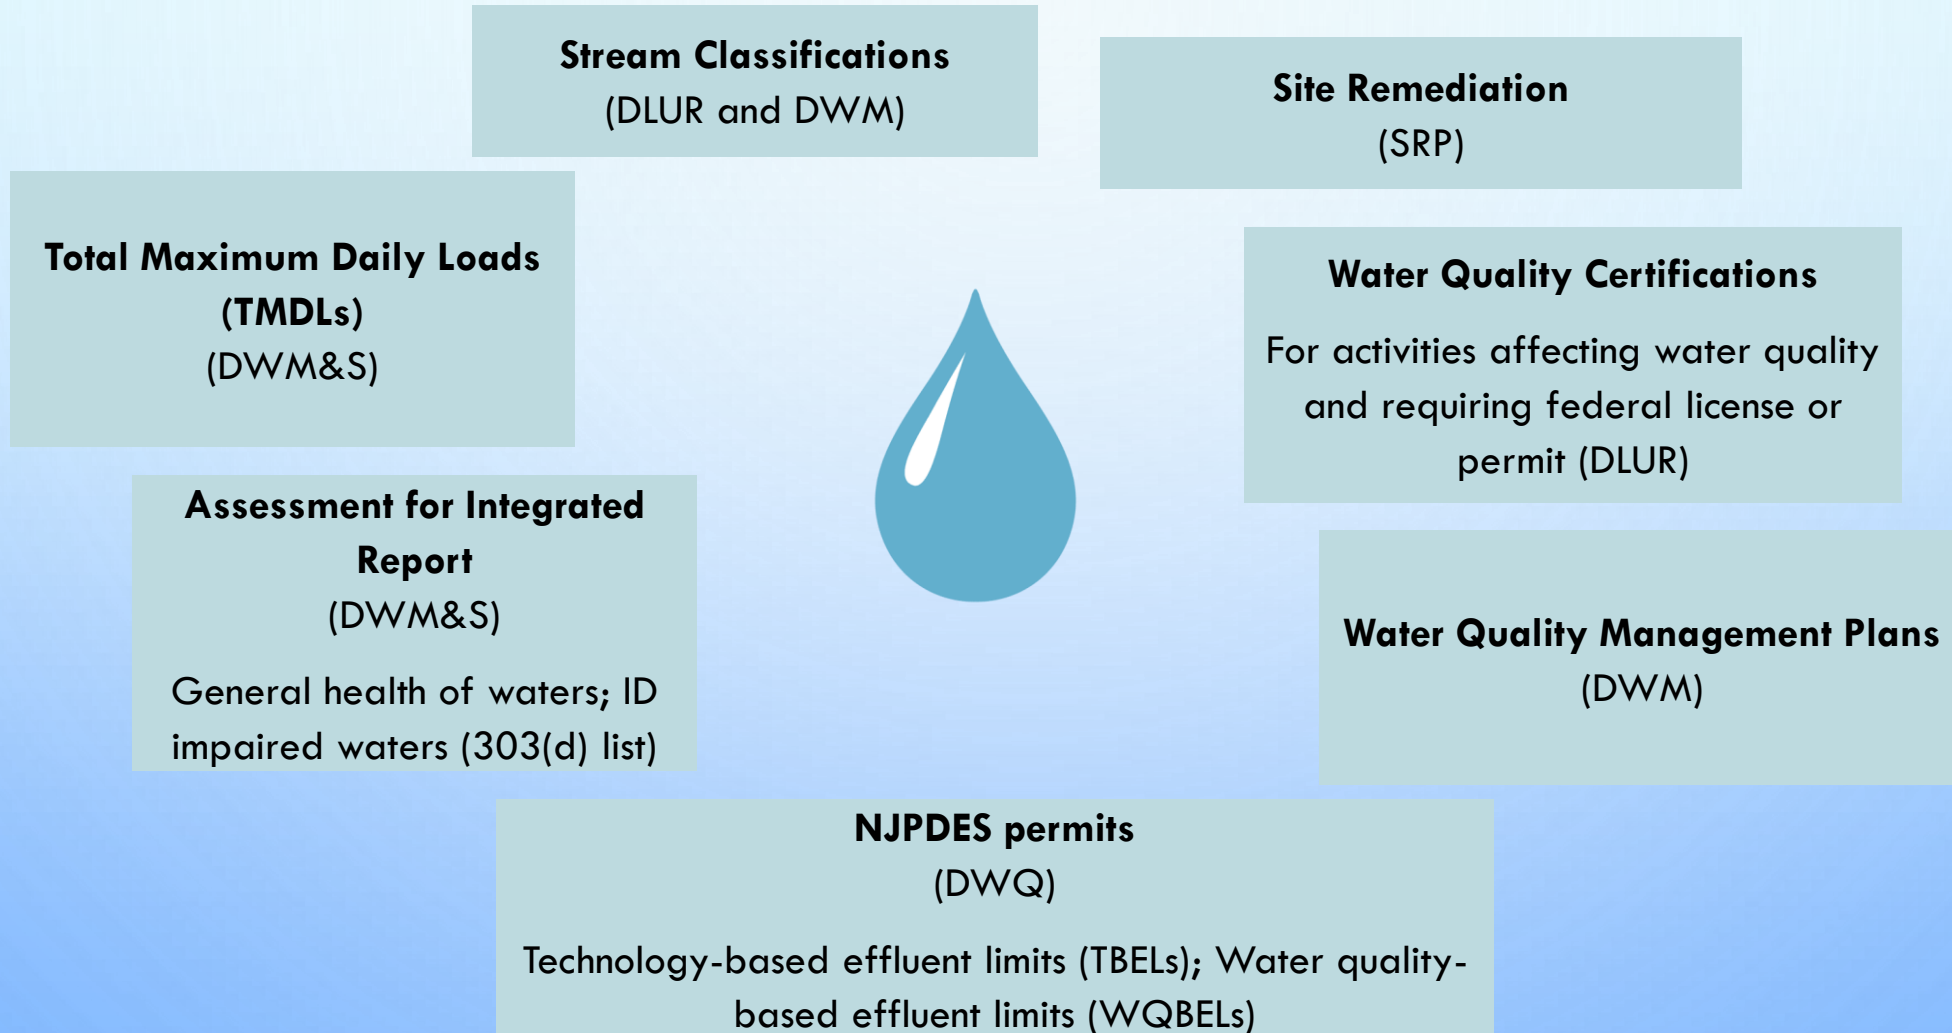 Stream Classifications
(DLUR and DWM)
Site Remediation
(SRP)
Total Maximum Daily Loads
(TMDLs)
(DWM&S)
Water Quality Certifications
For activities affecting water quality
and requiring federal license or
permit (DLUR)
Assessment for Integrated
Report
(DWM&S)
General health of waters; ID
impaired waters (303(d) list)
Water Quality Management Plans
(DWM)
NJPDES permits
(DWQ)
Technology-based effluent limits (TBELs); Water quality-
based effluent limits (WQBELs)